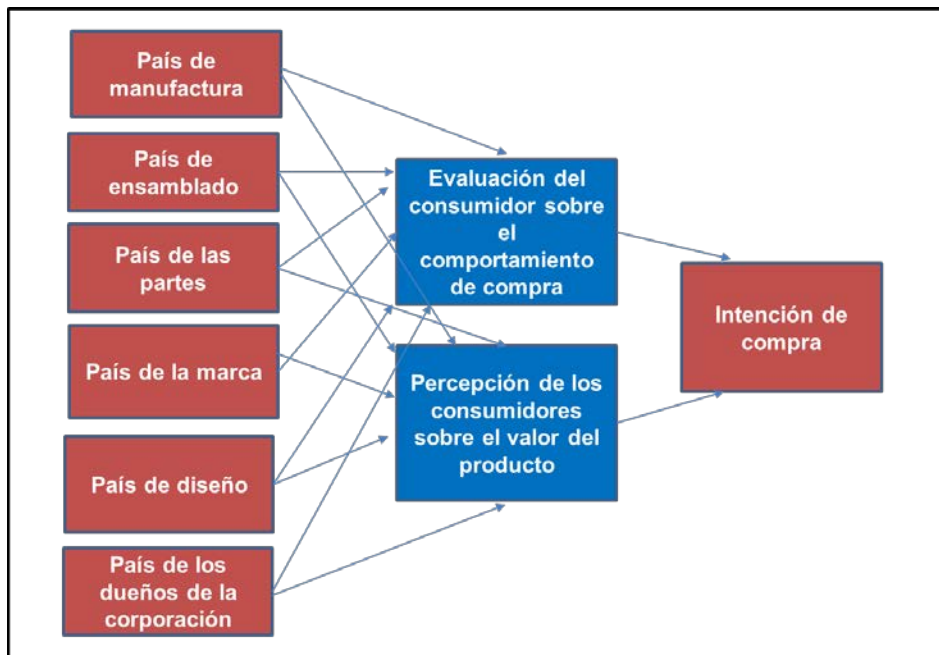 País de
manufactura
País de
ensamblado
País de las
partes
País de la marca
País de diseño
País de los
dueños de la
corporación
Evaluación del
consumidor sobre
el
comportamiento
de compra
Percepción de los
consumidores
sobre el valor del
producto
Intención de
compra